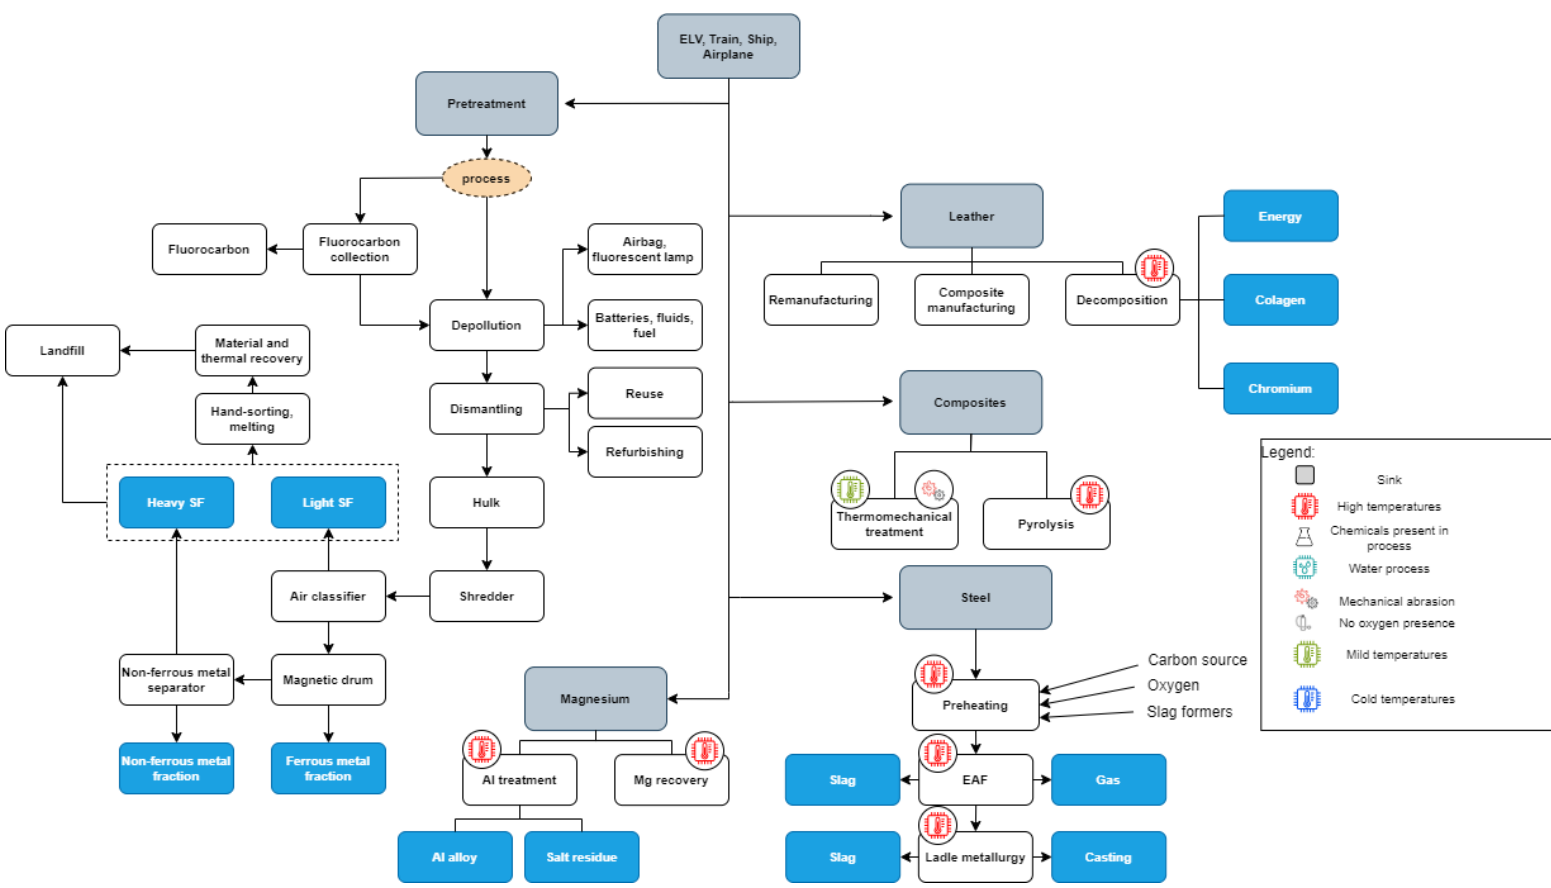 ELV, Train, Ship,
Airplane
Pretreatment
process
Fluorocarbon
Fluorocarbon
collection
Airbag,
fluorescent lamp
Depollution
Batteries, fluids,
fuel
Landfill
Material and
thermal recovery
Hand-sorting,
melting
Dismantling
Reuse
Refurbishing
Heavy SF
Light SF
Hulk
Air classifier
Shredder
Non-ferrous metal
separator
Magnetic drum
Non-ferrous metal
fraction
Ferrous metal
fraction
Leather
Remanufacturing
Composite
manufacturing
Decomposition
Energy
Colagen
Chromium
Composites
Thermomechanical
treatment
Pyrolysis
Steel
Preheating
Carbon source
Oxygen
Slag formers
Slag
EAF
Gas
Slag
Ladle metallurgy
Casting
Magnesium
Al treatment
Mg recovery
Al alloy
Salt residue
Legend:
Sink
High temperatures
Chemicals present in
process
Water process
Mechanical abrasion
No oxygen presence
Mild temperatures
Cold temperatures